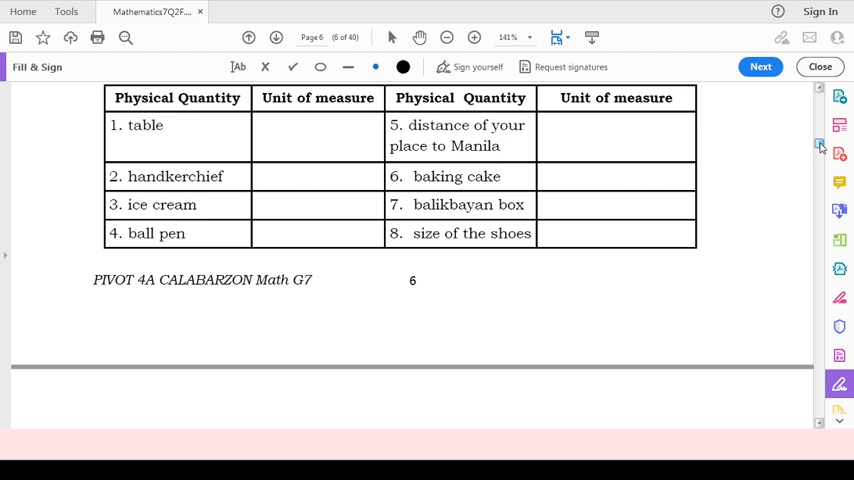 Home Tools Mathematics7Q2F.... × Sign In
Page 6 (6 of 40) 141%
Fill & Sign Ab Sign yourself Request signatures Next Close
Physical Quantity Unit of measure Physical Quantity Unit of measure
1. table 5. distance of your
place to Manila
2. handkerchief 6. baking cake
3. ice cream 7. balikbayan box
4. ball pen 8. size of the shoes
PIVOT 4A CALABARZON Math G7 6